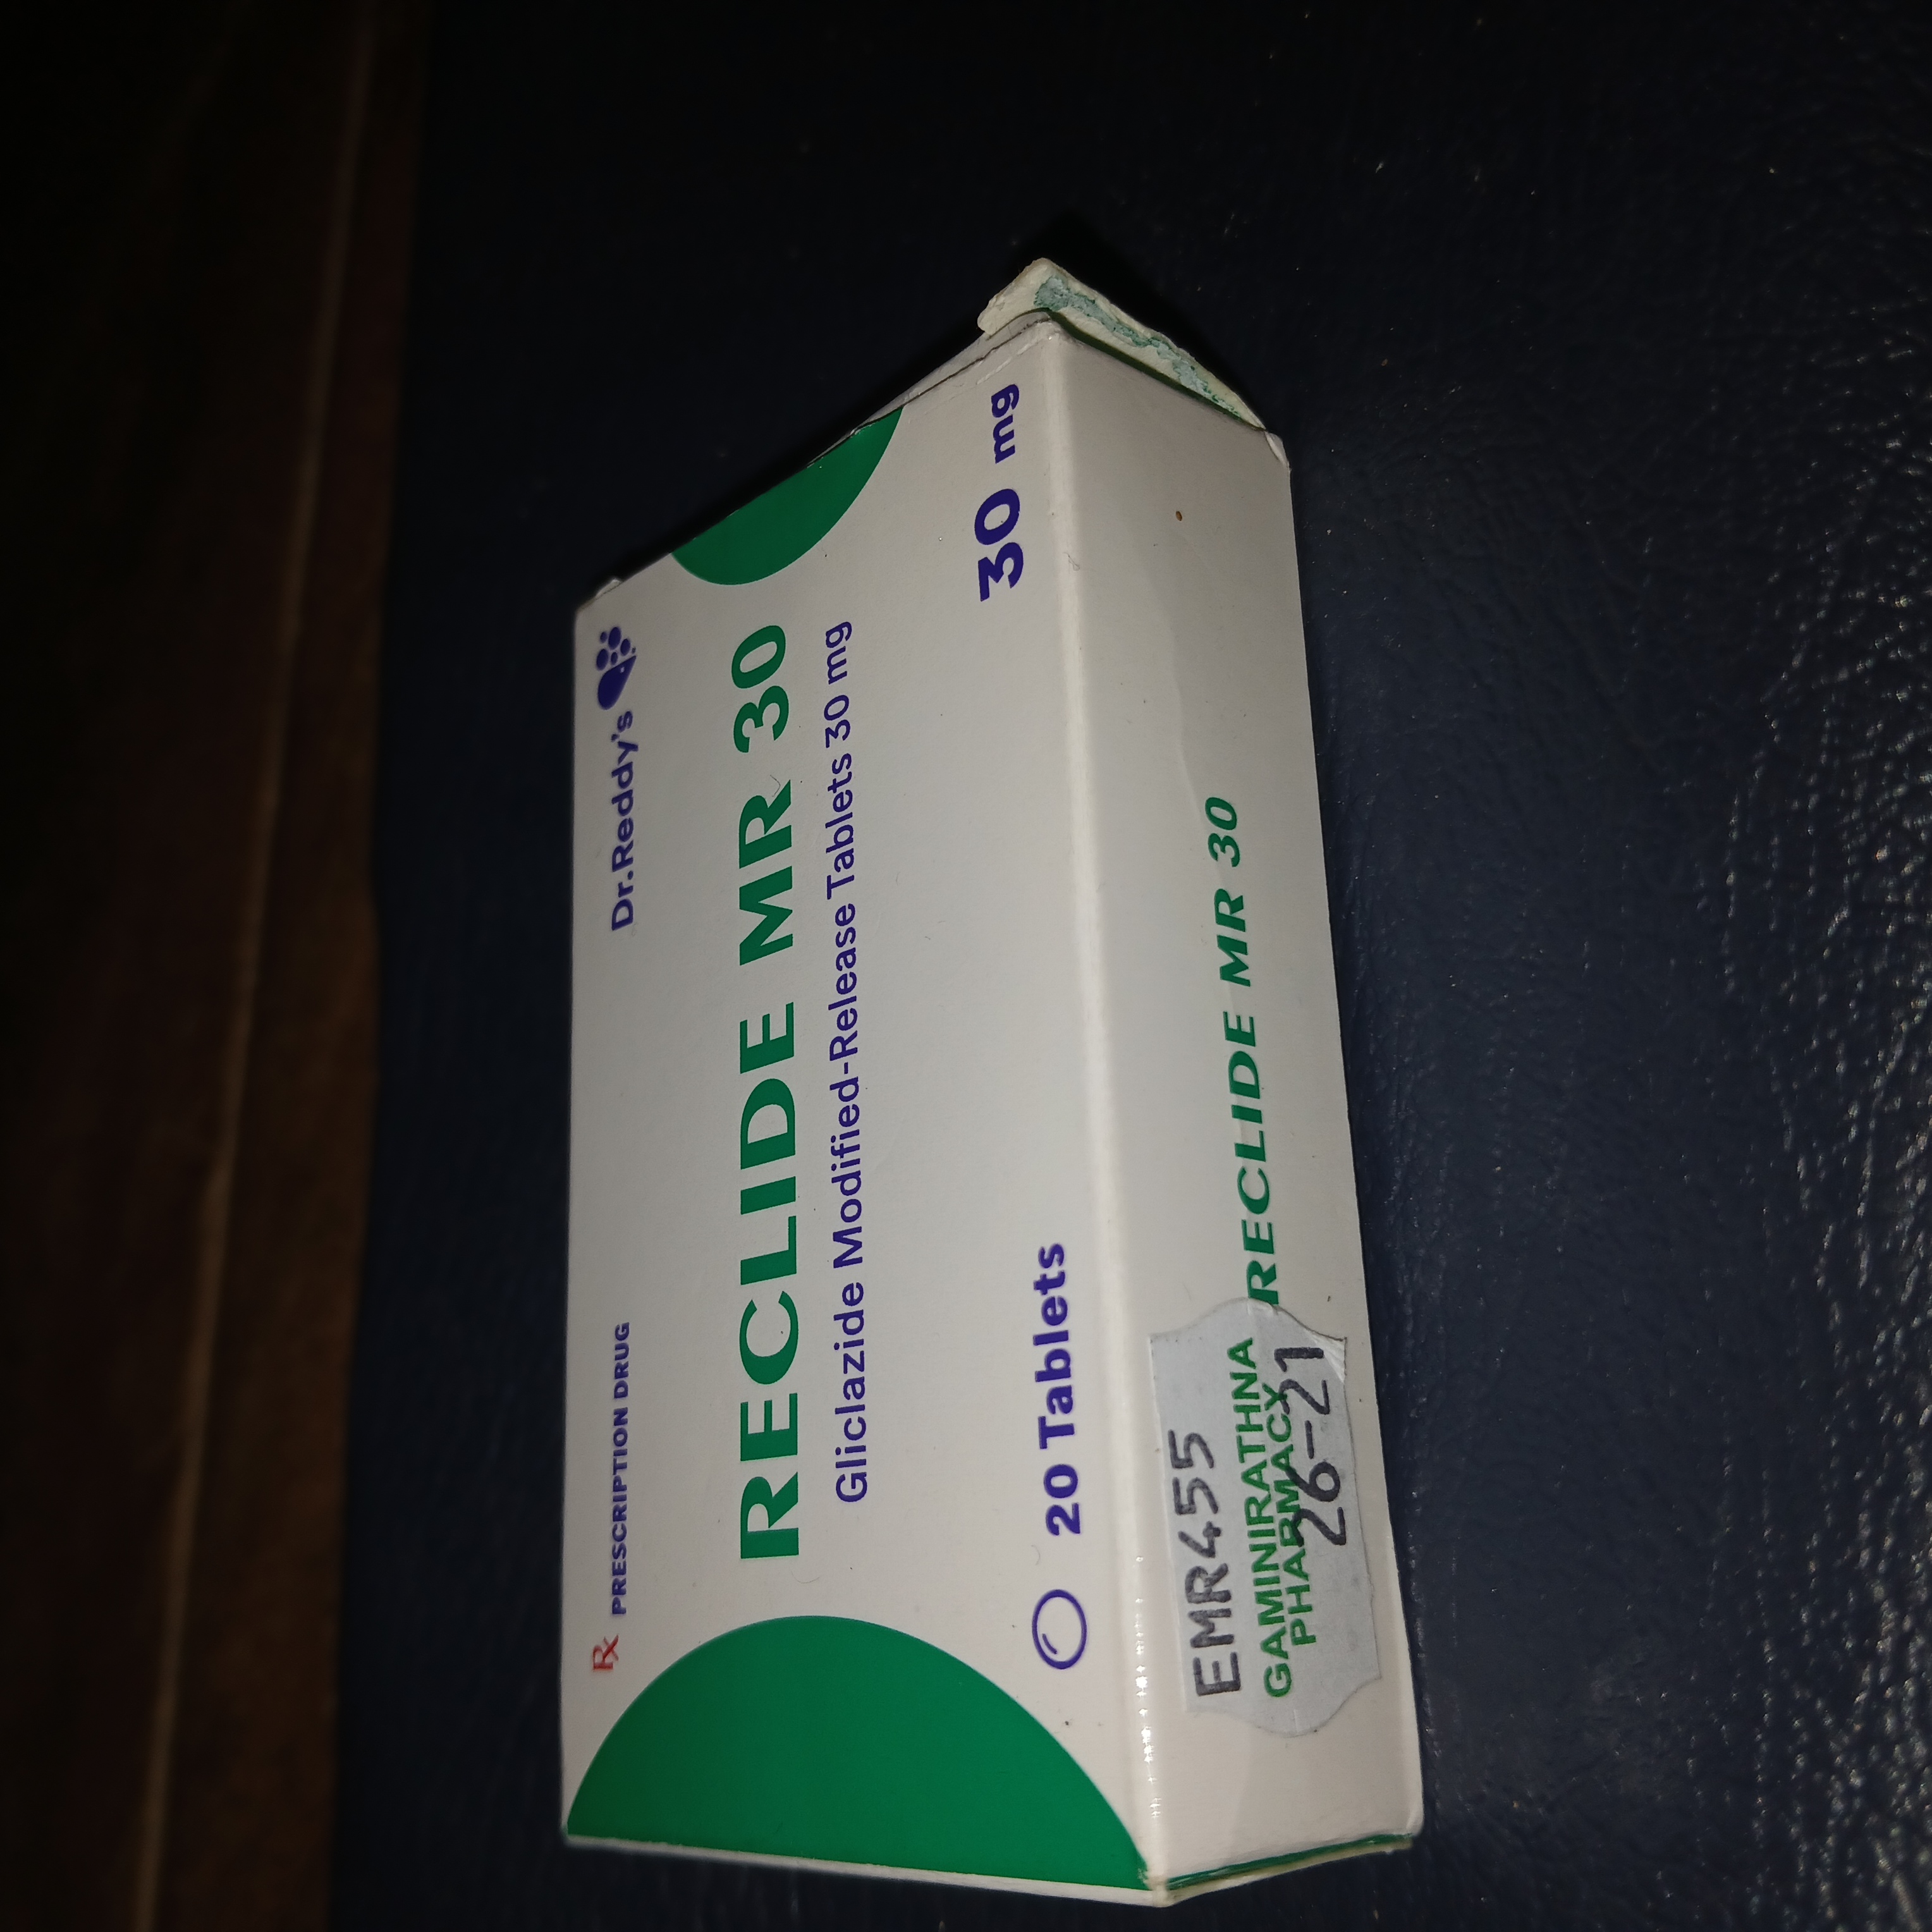 Rx PRESCRIPTION DRUG
Dr.Reddy's
RECLIDE MR 30
Gliclazide Modified-Release Tablets 30 mg
30 mg
20 Tablets
EMR455
GAMINIRATHNA
PHARMACY
26-21
RECLIDE MR 30